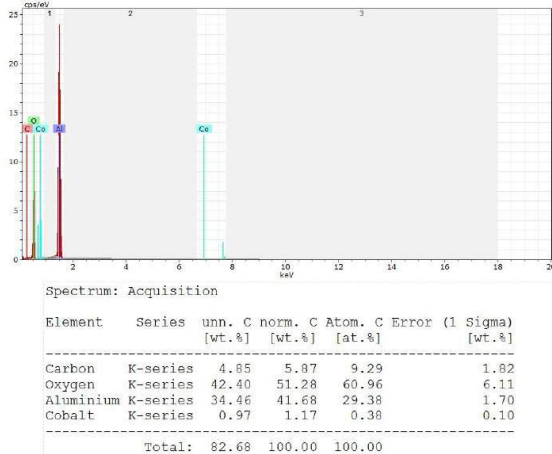 cps/eV
1 2 3
25
20
15
O
C Co Al Co
10
5
0
2 4 6 8 10 12 14 16 18 20
keV
Spectrum: Acquisition
Element Series unn. C norm. C Atom. C Error (1 Sigma)
[wt.%] [wt.%] [at.%] [wt.%]
Carbon K-series 4.85 5.87 9.29 1.82
Oxygen K-series 42.40 51.28 60.96 6.11
Aluminium K-series 34.46 41.68 29.38 1.70
Cobalt K-series 0.97 1.17 0.38 0.10
Total: 82.68 100.00 100.00